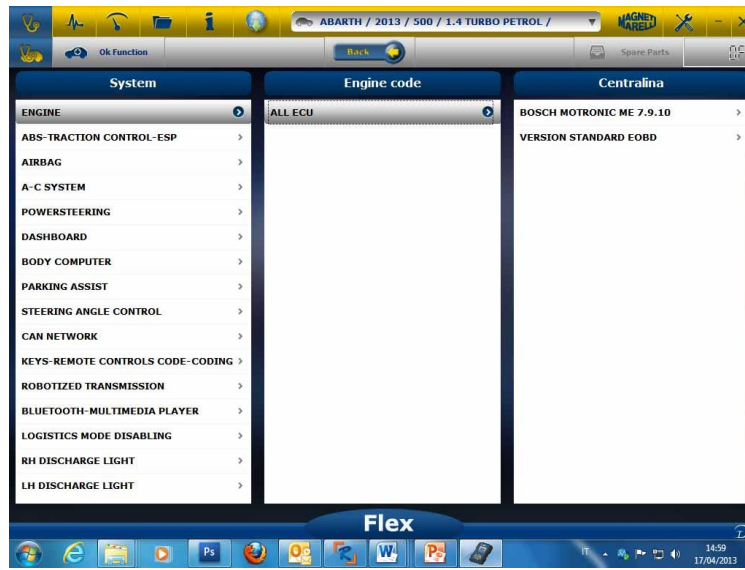 ABARTH / 2013 / 500 / 1.4 TURBO PETROL /
MAGNETI
MARELLI
Ok Function
Back
Spare Parts
System
Engine code
Centralina
ENGINE
ALL ECU
BOSCH MOTRONIC ME 7.9.10
ABS-TRACTION CONTROL-ESP
VERSION STANDARD EOBD
AIRBAG
A-C SYSTEM
POWERSTEERING
DASHBOARD
BODY COMPUTER
PARKING ASSIST
STEERING ANGLE CONTROL
CAN NETWORK
KEYS-REMOTE CONTROLS CODE-CODING
ROBOTIZED TRANSMISSION
BLUETOOTH-MULTIMEDIA PLAYER
LOGISTICS MODE DISABLING
RH DISCHARGE LIGHT
LH DISCHARGE LIGHT
Flex
Ps
IT
14:59
17/04/2013